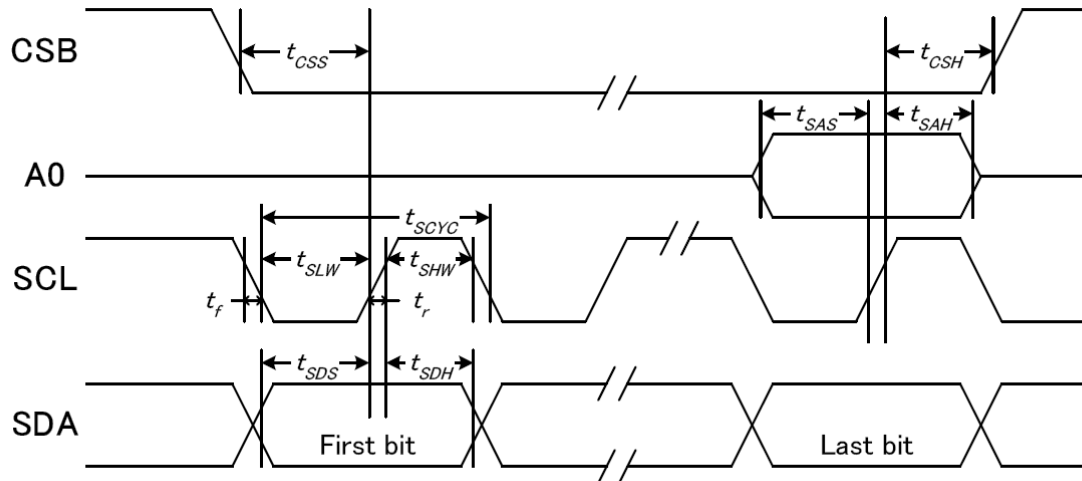 CSB
tCSS
tCSH
tSAS
tSAH
A0
tSCYC
tSLW
tSHW
SCL
tf
tr
tSDS
tSDH
SDA
First bit
Last bit